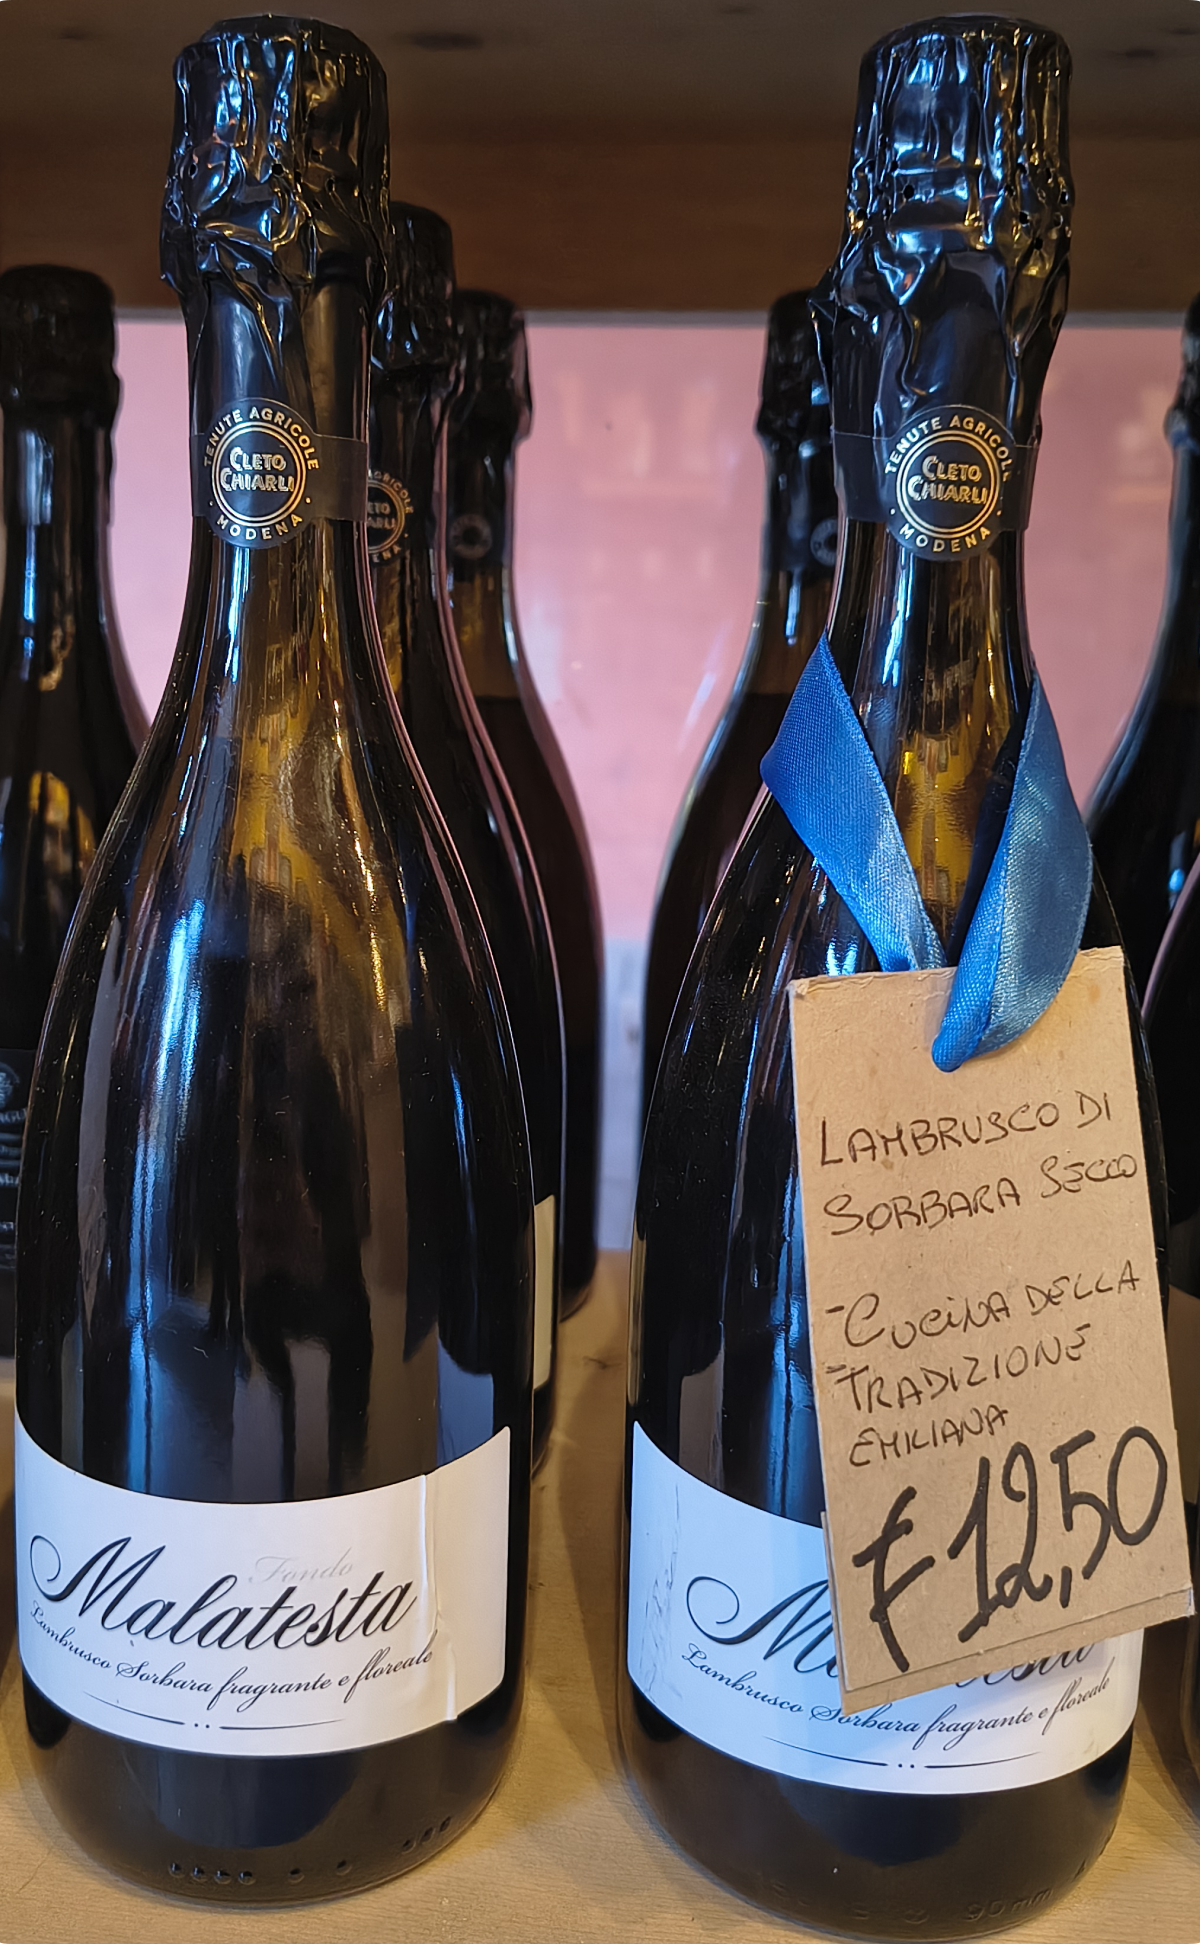 TENUTE AGRICOLE
CLETO
CHIARLI
· MODENA ·
Fondo
Malatesta
Lambrusco Sorbara fragrante e floreale
TENUTE AGRICOLE
CLETO
CHIARLI
· MODENA ·
LAMBRUSCO DI
SORBARA SECCO
-CUCINA DELLA
TRADIZIONE
EMILIANA
€ 12,50
Lambrusco Sorbara fragrante e floreale